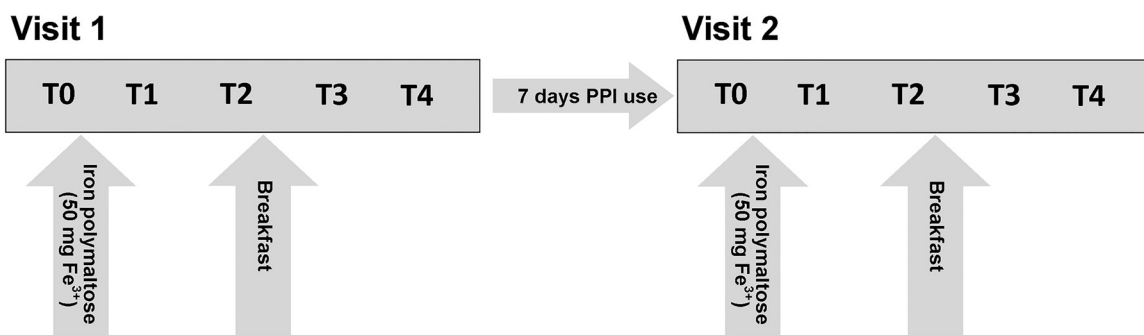 Visit 1
T0 T1 T2 T3 T4
Iron polymaltose
(50 mg Fe³⁺)
Breakfast
7 days PPI use
Visit 2
T0 T1 T2 T3 T4
Iron polymaltose
(50 mg Fe³⁺)
Breakfast